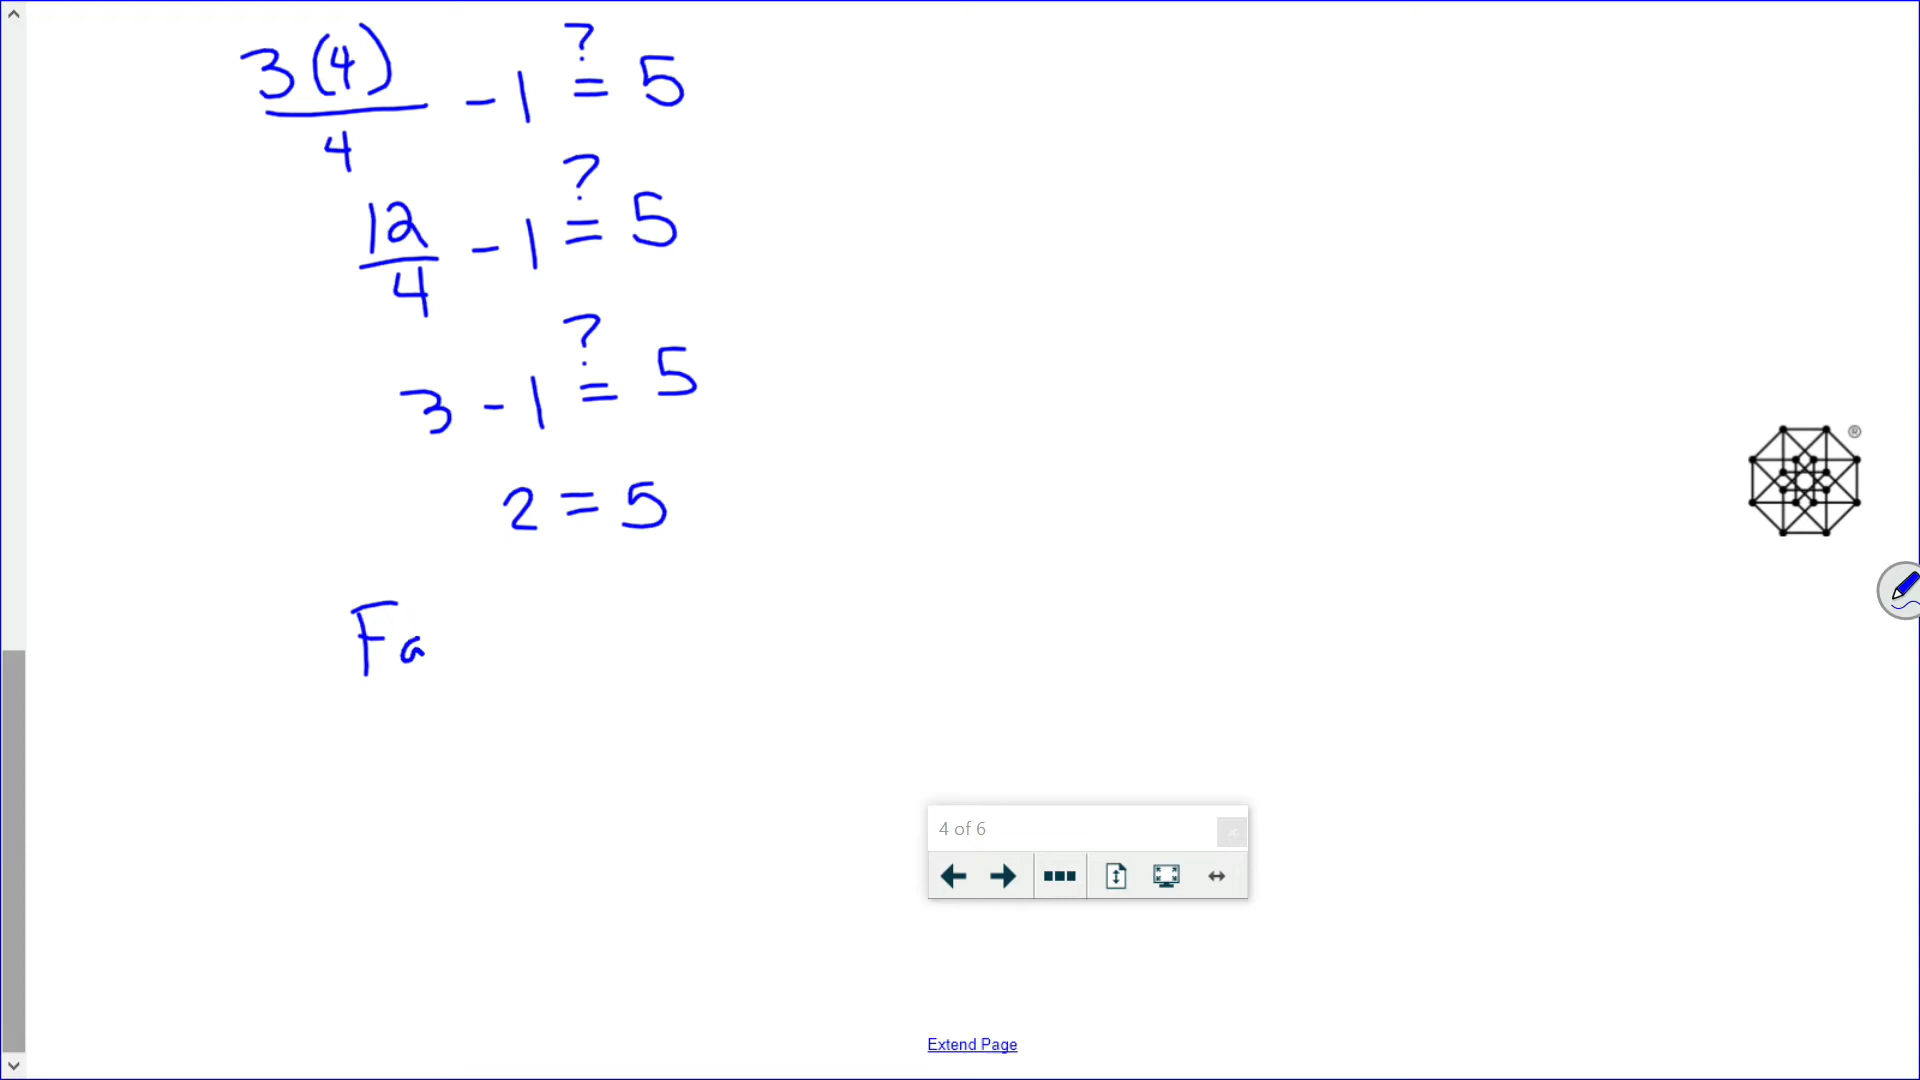 3(4)/4 - 1 ≟ 5
12/4 - 1 ≟ 5
3 - 1 ≟ 5
2 = 5
Fa
®
4 of 6
Extend Page